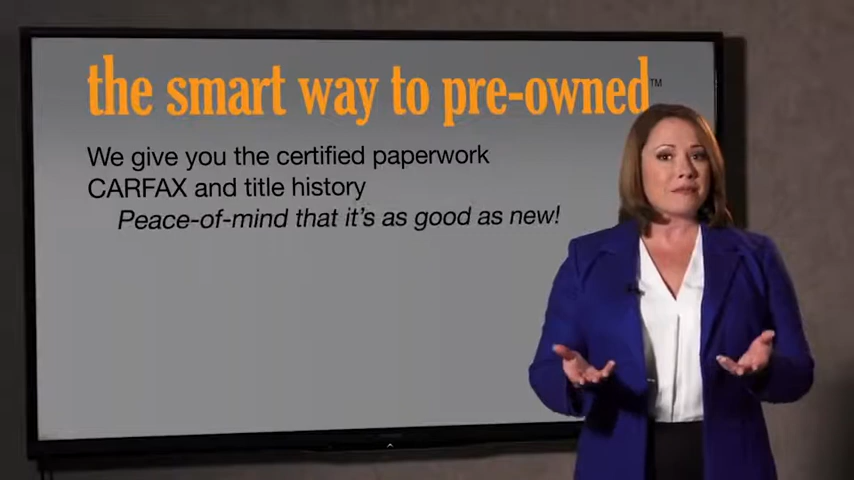 the smart way to pre-owned™
We give you the certified paperwork
CARFAX and title history
Peace-of-mind that it's as good as new!